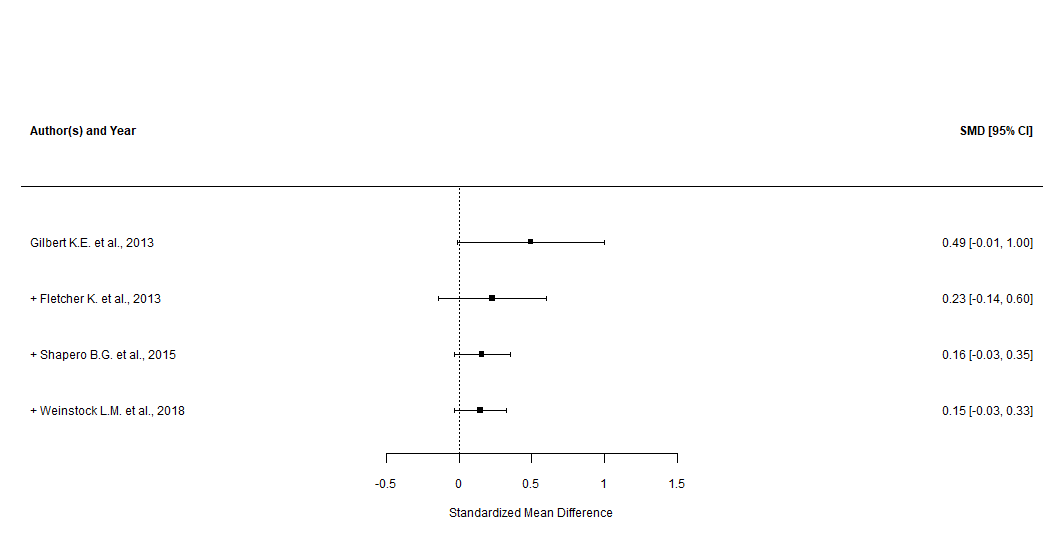 Author(s) and Year SMD [95% CI]
Gilbert K.E. et al., 2013 0.49 [-0.01, 1.00]
+ Fletcher K. et al., 2013 0.23 [-0.14, 0.60]
+ Shapero B.G. et al., 2015 0.16 [-0.03, 0.35]
+ Weinstock L.M. et al., 2018 0.15 [-0.03, 0.33]
-0.5 0 0.5 1 1.5
Standardized Mean Difference